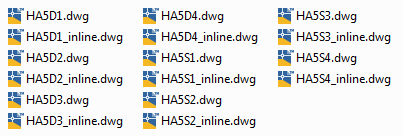 HA5D1.dwg
HA5D1_inline.dwg
HA5D2.dwg
HA5D2_inline.dwg
HA5D3.dwg
HA5D3_inline.dwg
HA5D4.dwg
HA5D4_inline.dwg
HA5S1.dwg
HA5S1_inline.dwg
HA5S2.dwg
HA5S2_inline.dwg
HA5S3.dwg
HA5S3_inline.dwg
HA5S4.dwg
HA5S4_inline.dwg